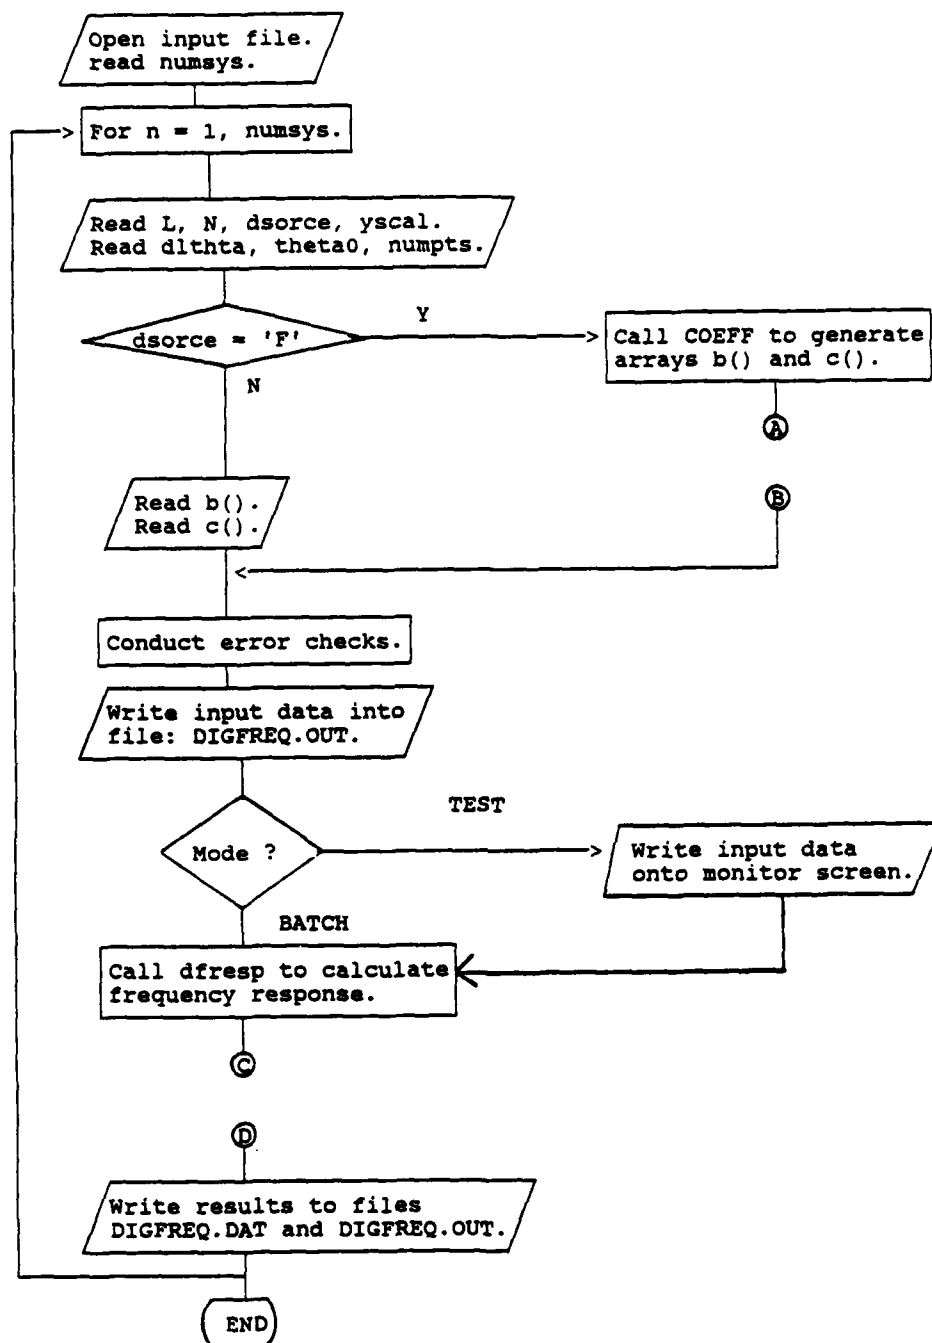 Open input file.
read numsys.
For n = 1, numsys.
Read L, N, dsorce, yscal.
Read dlthta, theta0, numpts.
dsorce = 'F'
Y
Call COEFF to generate
arrays b() and c().
N
A
B
Read b().
Read c().
Conduct error checks.
Write input data into
file: DIGFREQ.OUT.
TEST
Mode ?
Write input data
onto monitor screen.
BATCH
Call dfresp to calculate
frequency response.
C
D
Write results to files
DIGFREQ.DAT and DIGFREQ.OUT.
END